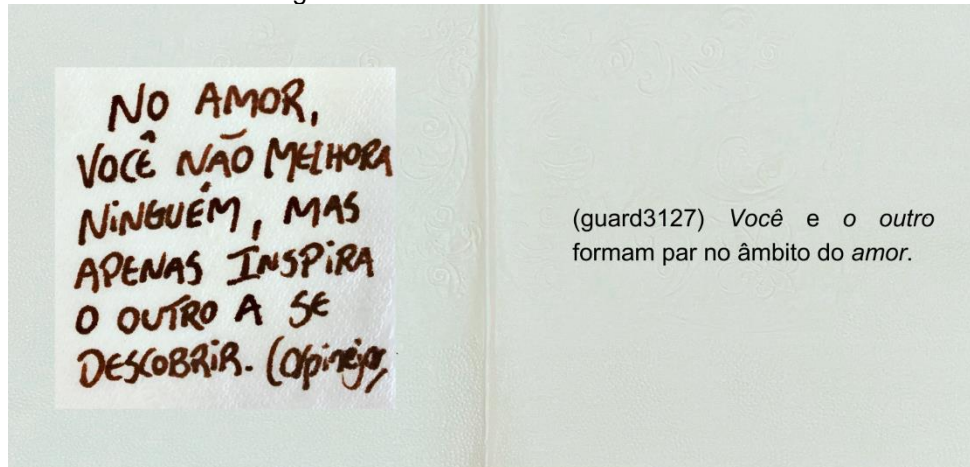 NO AMOR,
VOCÊ NÃO MELHORA
NINGUÉM, MAS
APENAS INSPIRA
O OUTRO A SE
DESCOBRIR. (Carpinejar,
(guard3127) Você e o outro
formam par no âmbito do amor.